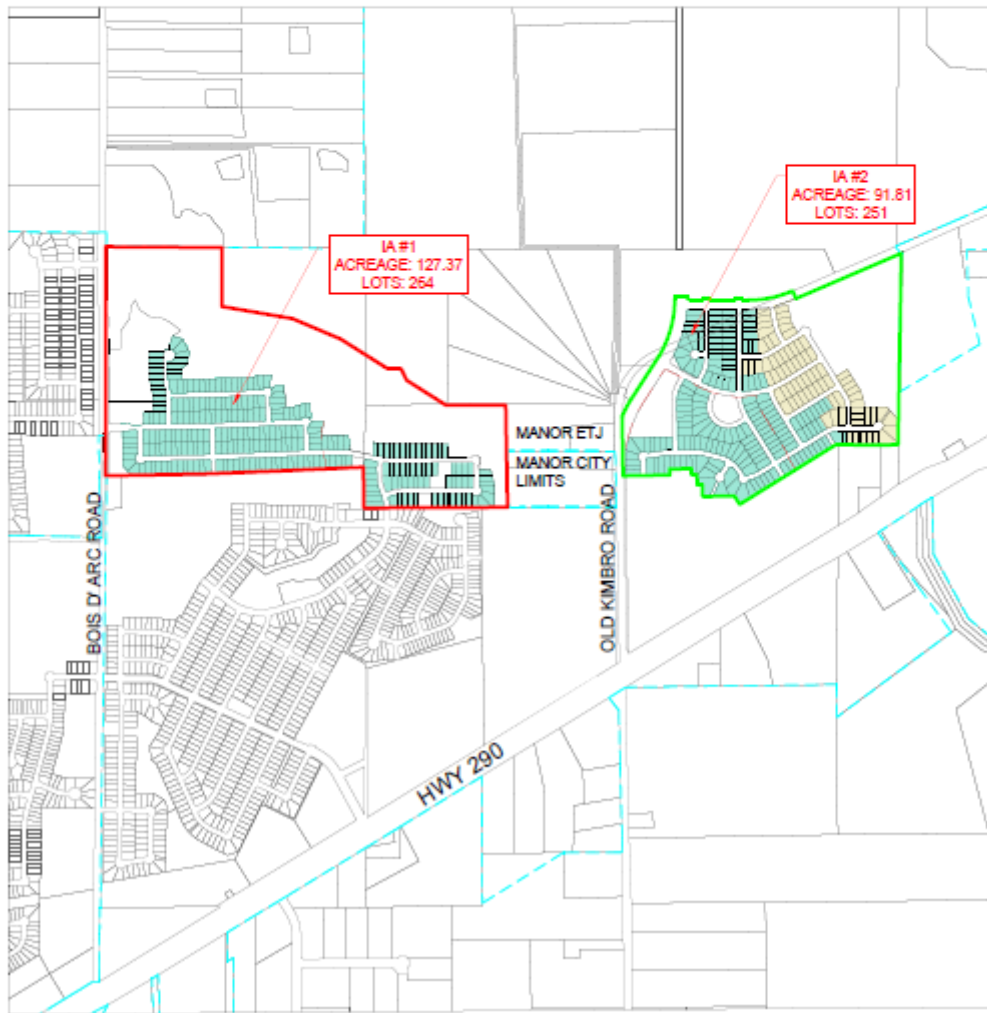 IA #2
ACREAGE: 91.81
LOTS: 251
IA #1
ACREAGE: 127.37
LOTS: 264
MANOR ETJ
MANOR CITY
LIMITS
BOIS D' ARC ROAD
OLD KIMBRO ROAD
HWY 290